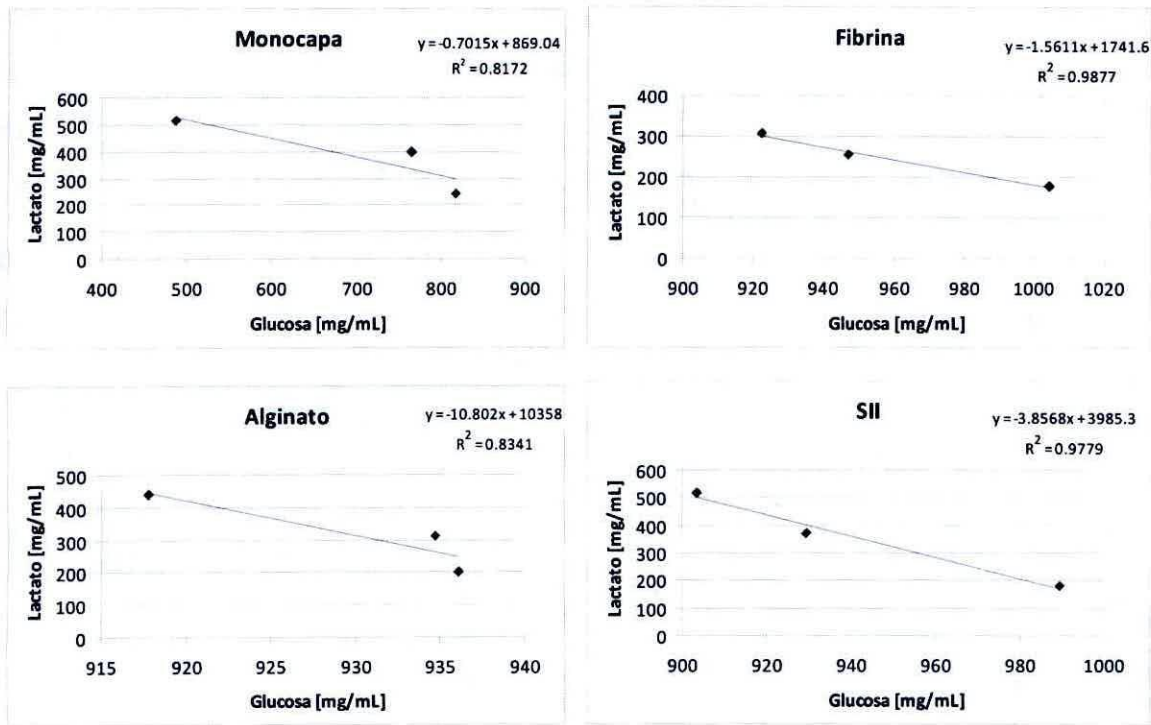 Monocapa
y = -0.7015x + 869.04
R² = 0.8172
Lactato [mg/mL]
600
500
400
300
200
100
0
400 500 600 700 800 900
Glucosa [mg/mL]
Fibrina
y = -1.5611x + 1741.6
R² = 0.9877
Lactato [mg/mL]
400
300
200
100
0
900 920 940 960 980 1000 1020
Glucosa [mg/mL]
Alginato
y = -10.802x + 10358
R² = 0.8341
Lactato [mg/mL]
500
400
300
200
100
0
915 920 925 930 935 940
Glucosa [mg/mL]
SII
y = -3.8568x + 3985.3
R² = 0.9779
Lactato [mg/mL]
600
500
400
300
200
100
0
900 920 940 960 980 1000
Glucosa [mg/mL]